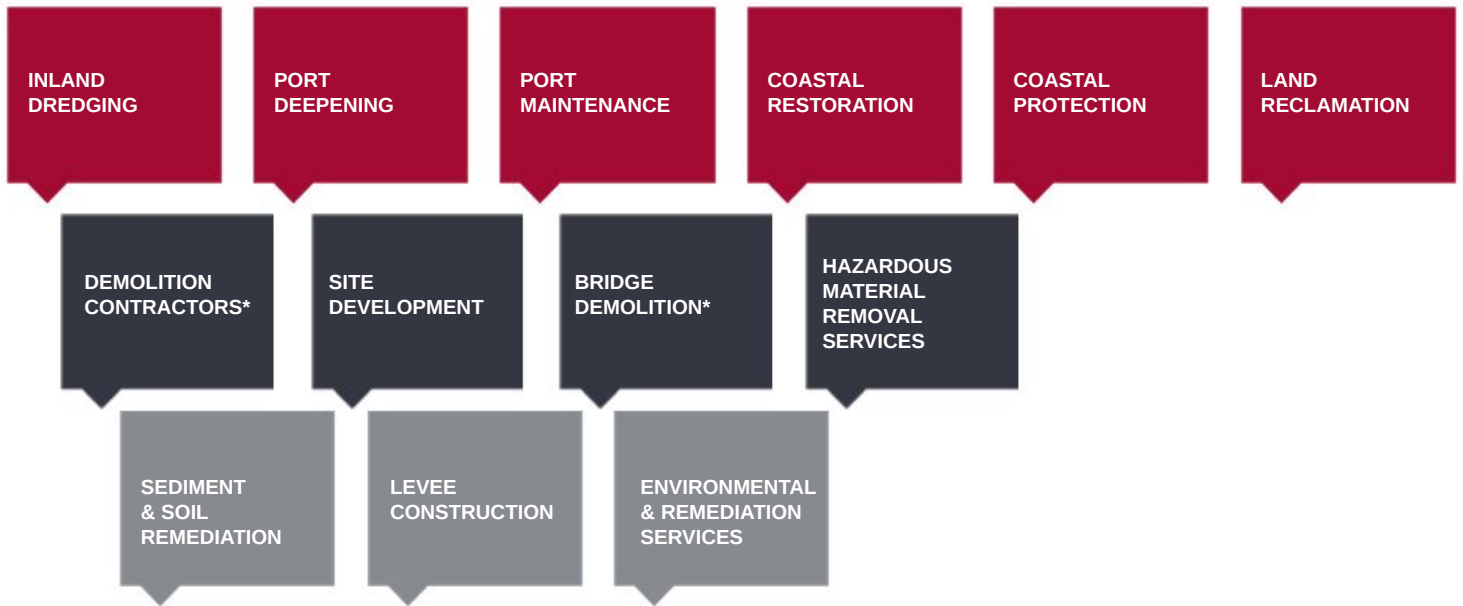 INLAND
DREDGING
PORT
DEEPENING
PORT
MAINTENANCE
COASTAL
RESTORATION
COASTAL
PROTECTION
LAND
RECLAMATION
DEMOLITION
CONTRACTORS*
SITE
DEVELOPMENT
BRIDGE
DEMOLITION*
HAZARDOUS
MATERIAL
REMOVAL
SERVICES
SEDIMENT
& SOIL
REMEDIATION
LEVEE
CONSTRUCTION
ENVIRONMENTAL
& REMEDIATION
SERVICES